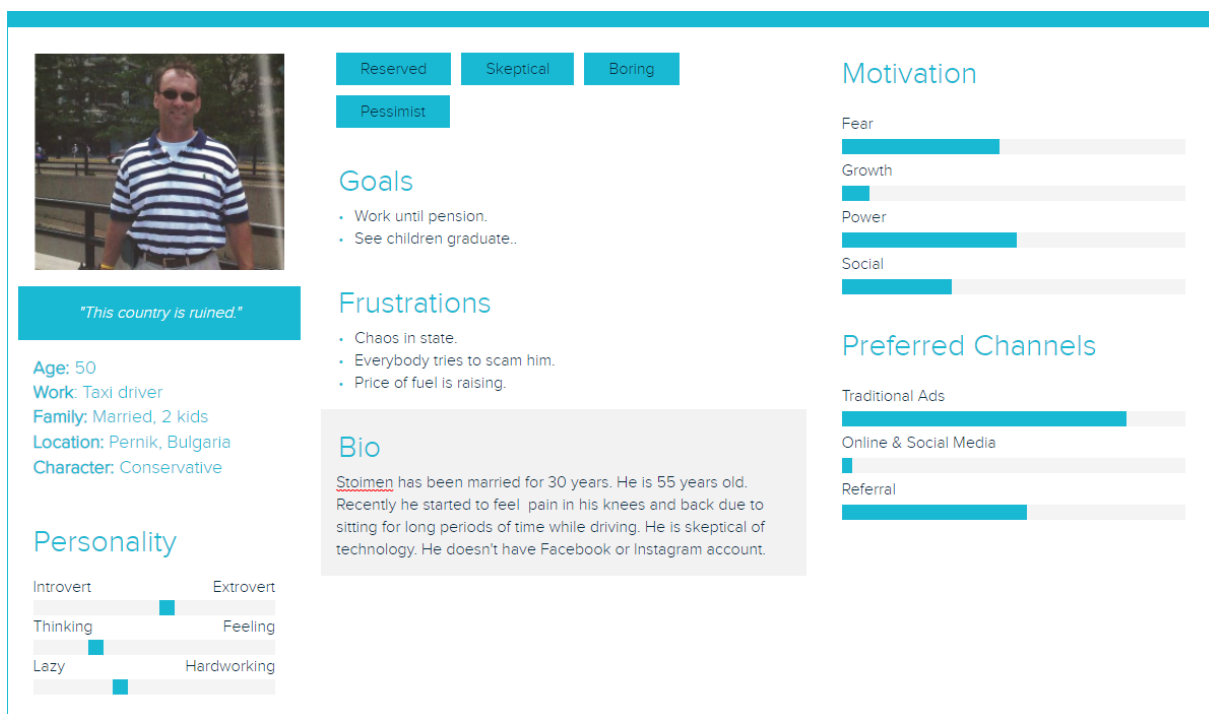 "This country is ruined."
Age: 50
Work: Taxi driver
Family: Married, 2 kids
Location: Pernik, Bulgaria
Character: Conservative
Personality
Introvert Extrovert
Thinking Feeling
Lazy Hardworking
Reserved Skeptical Boring
Pessimist
Goals
• Work until pension.
• See children graduate..
Frustrations
• Chaos in state.
• Everybody tries to scam him.
• Price of fuel is raising.
Bio
Stoimen has been married for 30 years. He is 55 years old.
Recently he started to feel  pain in his knees and back due to
sitting for long periods of time while driving. He is skeptical of
technology. He doesn't have Facebook or Instagram account.
Motivation
Fear
Growth
Power
Social
Preferred Channels
Traditional Ads
Online & Social Media
Referral